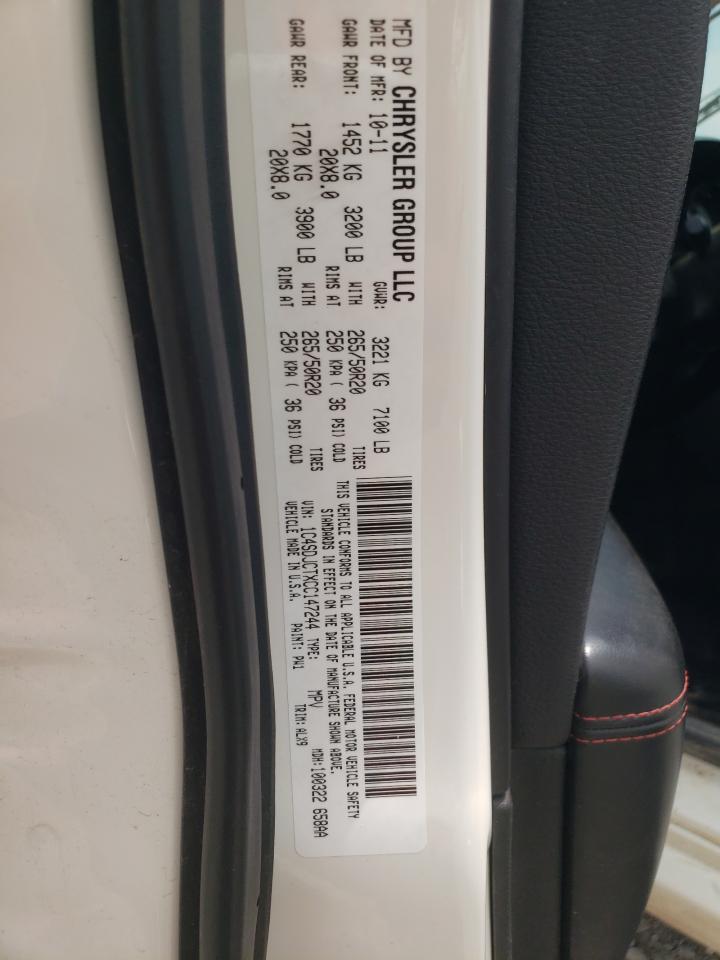 MFD BY CHRYSLER GROUP LLC
DATE OF MFR: 10-11 GVWR: 3221 KG 7100 LB
GAWR FRONT: 1452 KG 3200 LB WITH 265/50R20 TIRES
20X8.0 RIMS AT 250 KPA ( 36 PSI) COLD
GAWR REAR: 1770 KG 3900 LB WITH 265/50R20 TIRES
20X8.0 RIMS AT 250 KPA ( 36 PSI) COLD
THIS VEHICLE CONFORMS TO ALL APPLICABLE U.S.A. FEDERAL MOTOR VEHICLE SAFETY
STANDARDS IN EFFECT ON THE DATE OF MANUFACTURE SHOWN ABOVE.
VIN: 1C4SDJCTXCC147244 TYPE: MPV MDH:100322 658AA
VEHICLE MADE IN U.S.A. PAINT: PW1 TRIM:ALX9